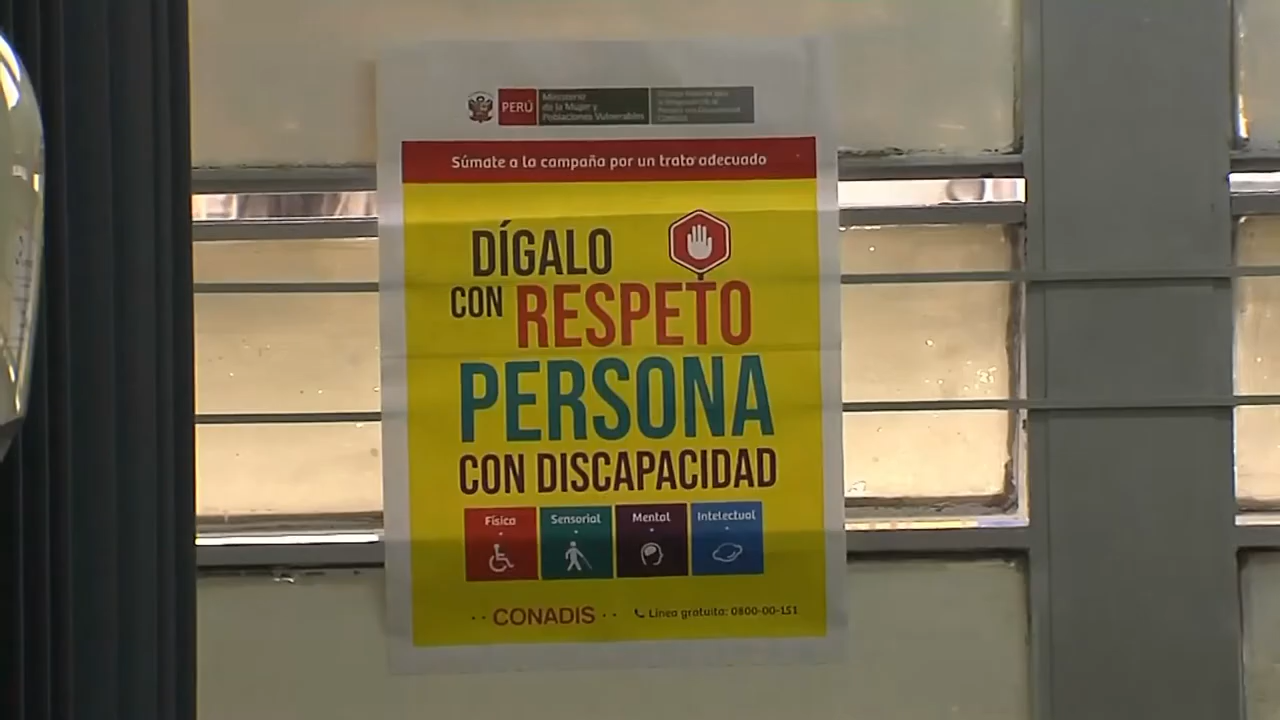 PERÚ
Ministerio
de la Mujer y
Poblaciones Vulnerables
Súmate a la campaña por un trato adecuado
DÍGALO
CON RESPETO
PERSONA
CON DISCAPACIDAD
Física
Sensorial
Mental
Intelectual
CONADIS
Línea gratuita: 0800-00-151